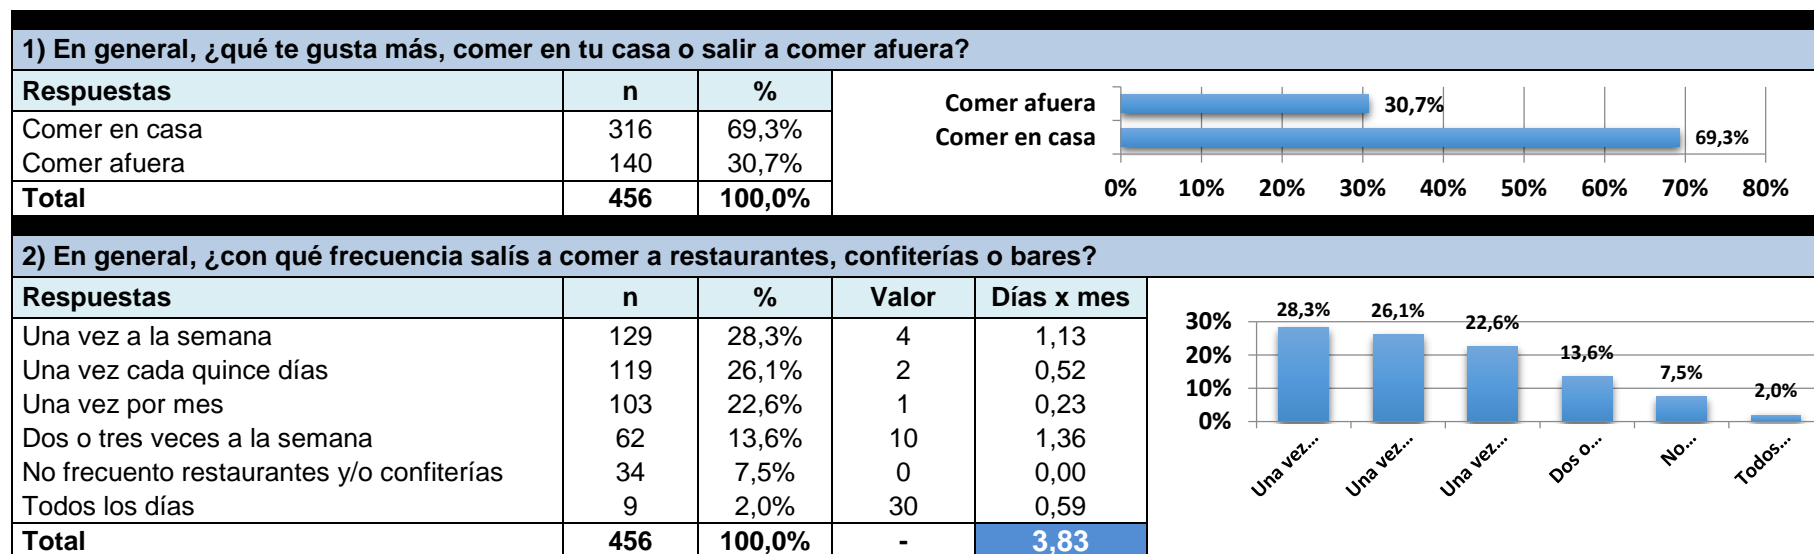 1) En general, ¿qué te gusta más, comer en tu casa o salir a comer afuera?
Respuestas n %
Comer en casa 316 69,3%
Comer afuera 140 30,7%
Total 456 100,0%
Comer afuera 30,7%
Comer en casa 69,3%
0% 10% 20% 30% 40% 50% 60% 70% 80%
2) En general, ¿con qué frecuencia salís a comer a restaurantes, confiterías o bares?
Respuestas n % Valor Días x mes
Una vez a la semana 129 28,3% 4 1,13
Una vez cada quince días 119 26,1% 2 0,52
Una vez por mes 103 22,6% 1 0,23
Dos o tres veces a la semana 62 13,6% 10 1,36
No frecuento restaurantes y/o confiterías 34 7,5% 0 0,00
Todos los días 9 2,0% 30 0,59
Total 456 100,0% - 3,83
28,3% 26,1% 22,6% 13,6% 7,5% 2,0%
30%
20%
10%
0%
Una vez... Una vez... Una vez... Dos o... No... Todos...